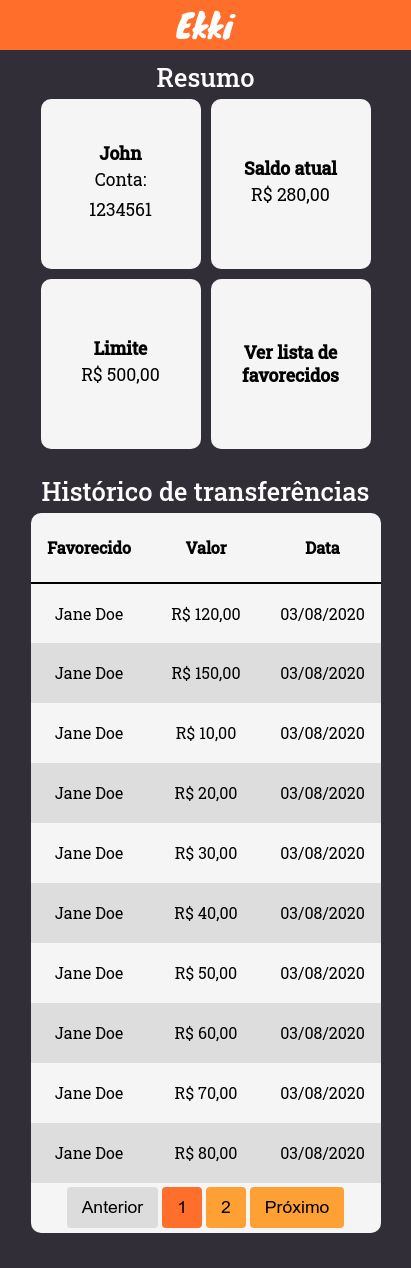 Ekki
Resumo
John
Conta:
1234561
Saldo atual
R$ 280,00
Limite
R$ 500,00
Ver lista de
favorecidos
Histórico de transferências
Favorecido Valor Data
Jane Doe R$ 120,00 03/08/2020
Jane Doe R$ 150,00 03/08/2020
Jane Doe R$ 10,00 03/08/2020
Jane Doe R$ 20,00 03/08/2020
Jane Doe R$ 30,00 03/08/2020
Jane Doe R$ 40,00 03/08/2020
Jane Doe R$ 50,00 03/08/2020
Jane Doe R$ 60,00 03/08/2020
Jane Doe R$ 70,00 03/08/2020
Jane Doe R$ 80,00 03/08/2020
Anterior 1 2 Próximo